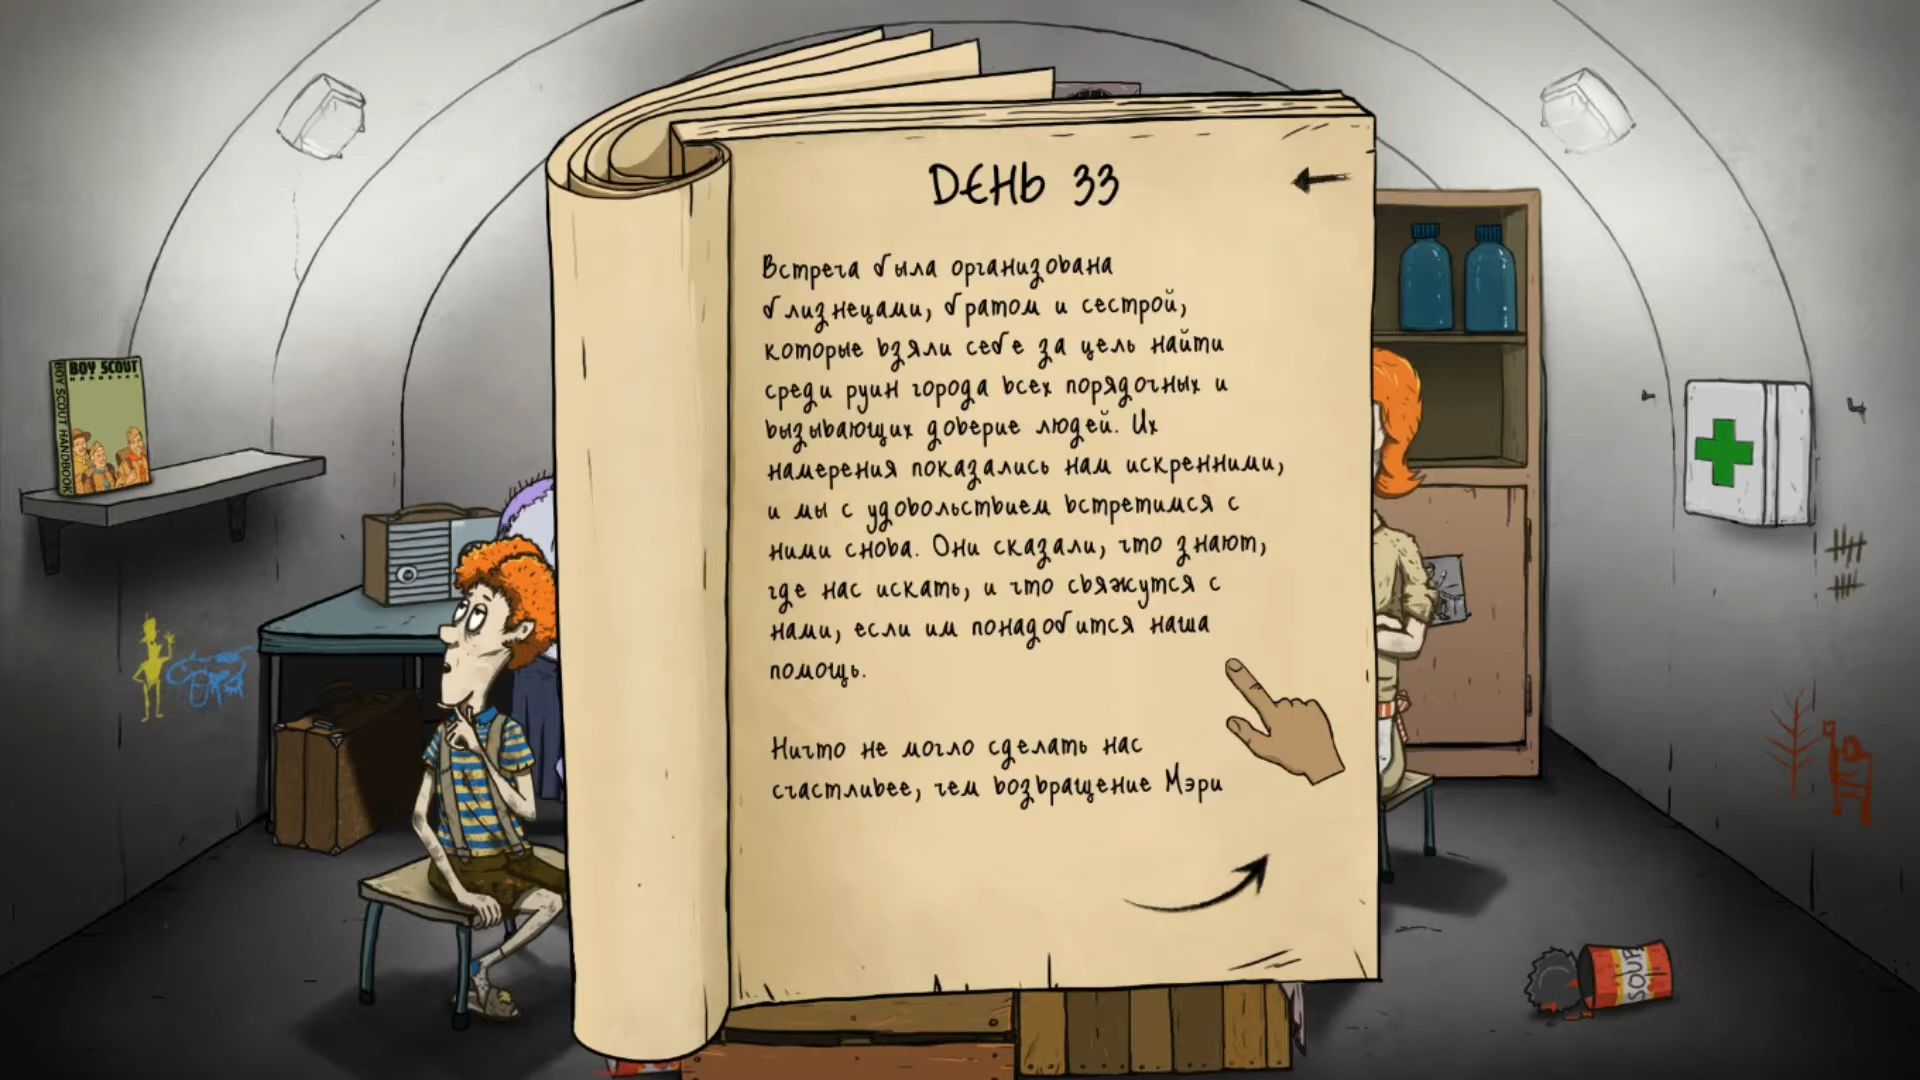 BOY SCOUT
HANDBOOK
BOY SCOUT HANDBOOK
ДЕНЬ 33
Встреча была организована
близнецами, братом и сестрой,
которые взяли себе за цель найти
среди руин города всех порядочных и
вызывающих доверие людей. Их
намерения показались нам искренними,
и мы с удовольствием встретимся с
ними снова. Они сказали, что знают,
где нас искать, и что свяжутся с
нами, если им понадобится наша
помощь.
Ничто не могло сделать нас
счастливее, чем возвращение Мэри
SOUP